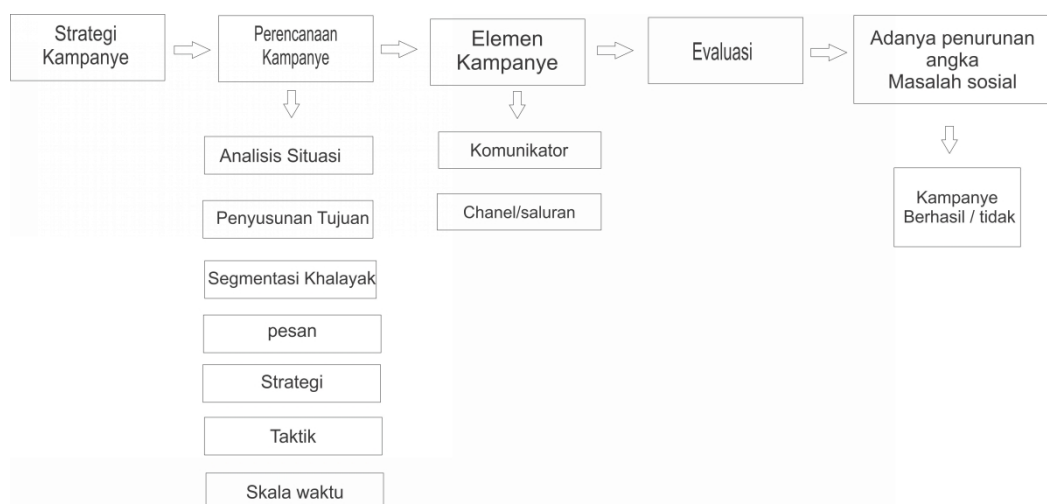 Strategi
Kampanye
Perencanaan
Kampanye
Elemen
Kampanye
Evaluasi
Adanya penurunan
angka
Masalah sosial
Analisis Situasi
Penyusunan Tujuan
Segmentasi Khalayak
pesan
Strategi
Taktik
Skala waktu
Komunikator
Chanel/saluran
Kampanye
Berhasil / tidak